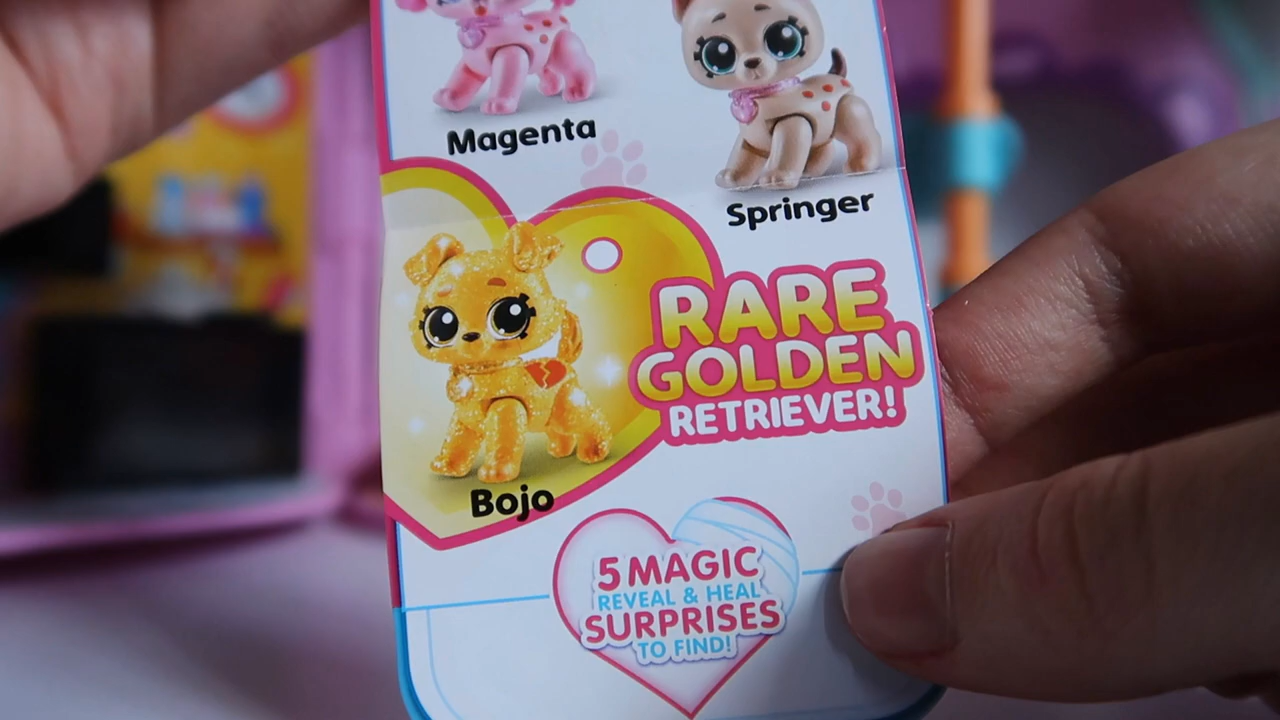 Magenta
Springer
RARE
GOLDEN
RETRIEVER!
Bojo
5 MAGIC
REVEAL & HEAL
SURPRISES
TO FIND!